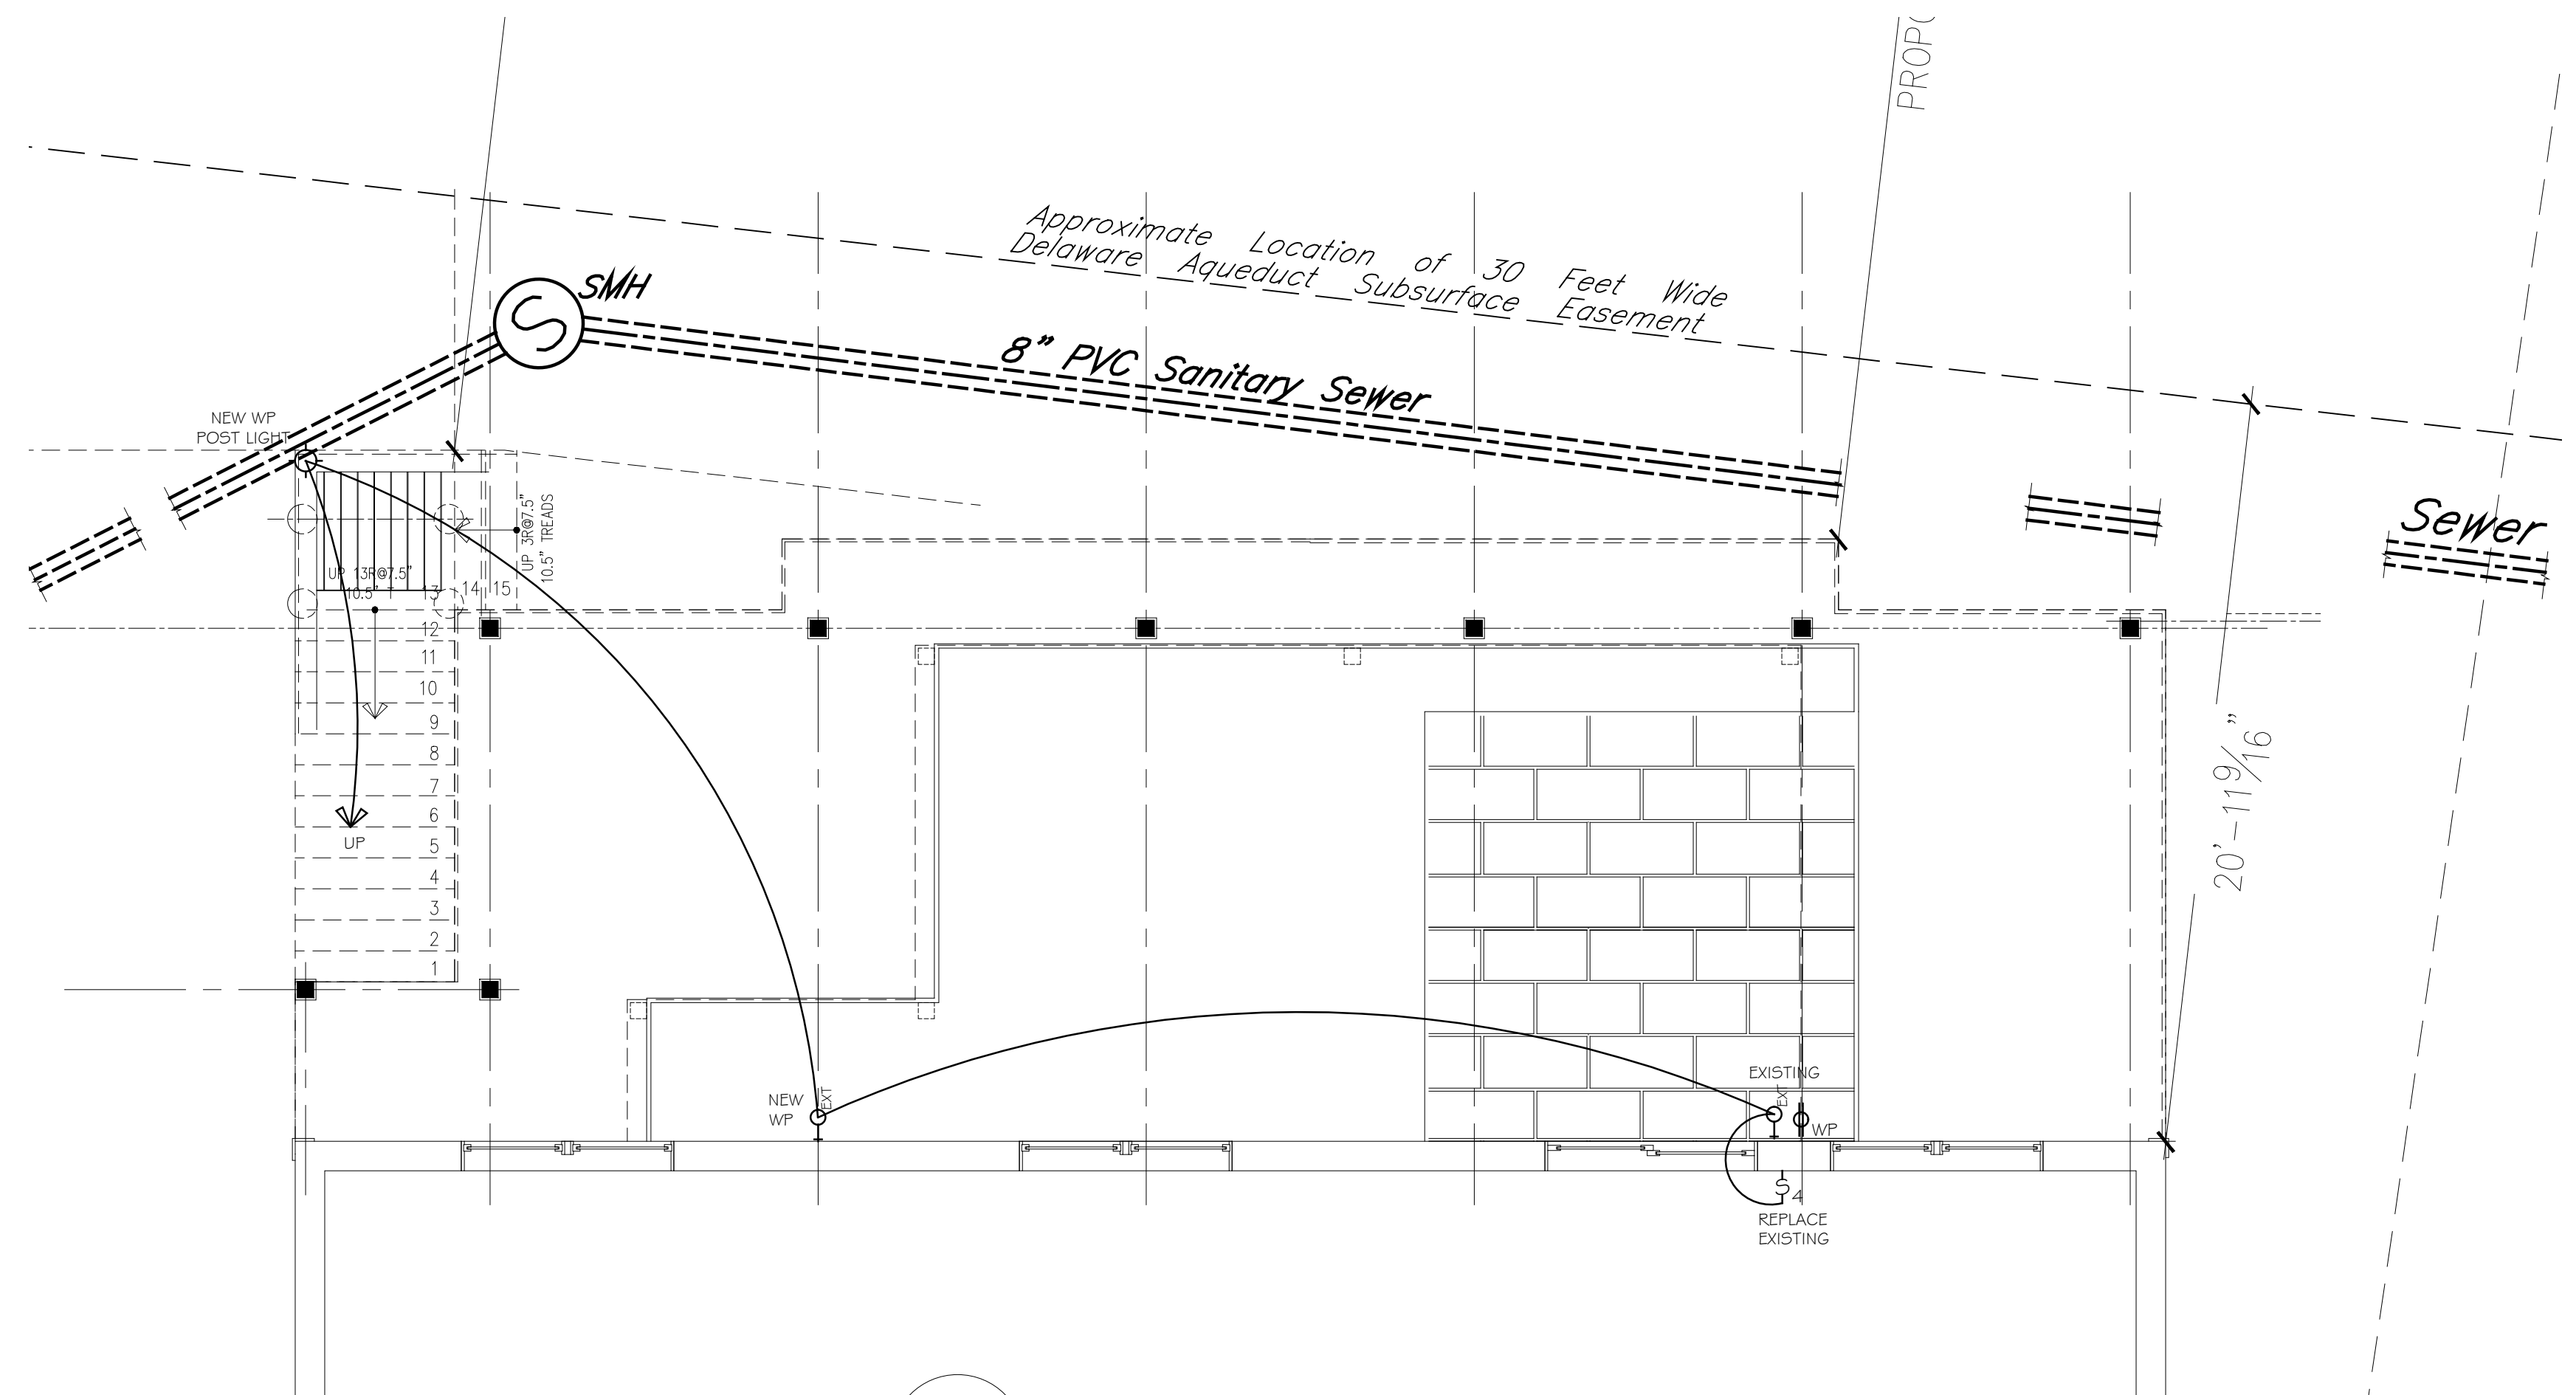 PROPO
Approximate Location of 30 Feet Wide
Delaware Aqueduct Subsurface Easement
SMH
S
8" PVC Sanitary Sewer
Sewer
NEW WP
POST LIGHT
UP 3R@7.5"
10.5" TREADS
UP 13R@7.5"
10.5" T
13
14
15
12
11
10
9
8
7
6
5
4
3
2
1
UP
20'-11 9/16"
NEW
WP
EXT
EXISTING
EXT
WP
S4
REPLACE
EXISTING